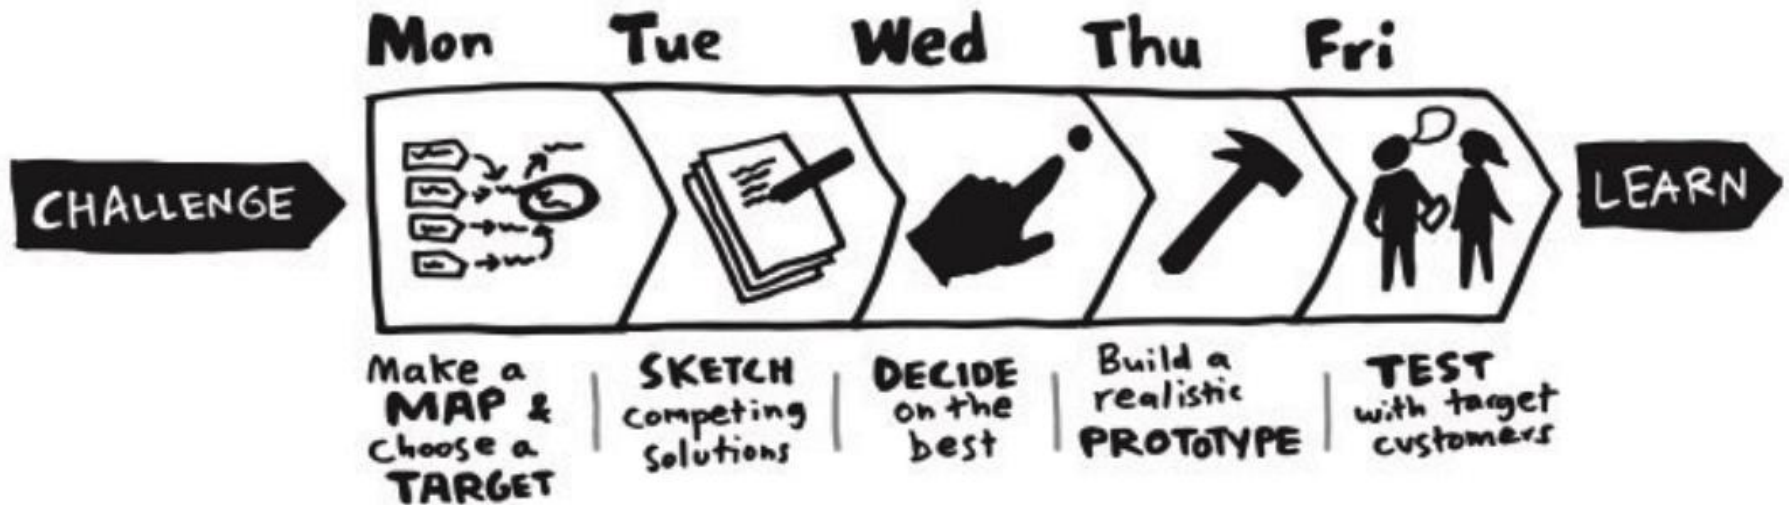 Mon Tue Wed Thu Fri
CHALLENGE
LEARN
Make a
MAP &
choose a
TARGET
SKETCH
competing
solutions
DECIDE
on the
best
Build a
realistic
PROTOTYPE
TEST
with target
customers